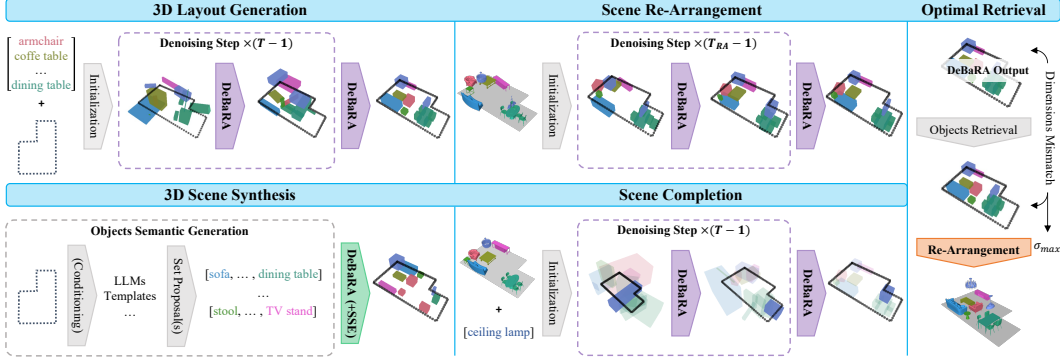 3D Layout Generation
armchair
coffe table
...
dining table
+
Initialization
Denoising Step ×(T − 1)
DeBaRA
DeBaRA
Scene Re-Arrangement
Initialization
Denoising Step ×(T_RA − 1)
DeBaRA
DeBaRA
Optimal Retrieval
DeBaRA Output
Objects Retrieval
Dimensions Mismatch
σ_max
Re-Arrangement
3D Scene Synthesis
Objects Semantic Generation
(Conditioning)
LLMs
Templates
...
Set Proposal(s)
[sofa, ... , dining table]
...
[stool, ... , TV stand]
DeBaRA (+SSE)
Scene Completion
+
[ceiling lamp]
Initialization
Denoising Step ×(T − 1)
DeBaRA
DeBaRA